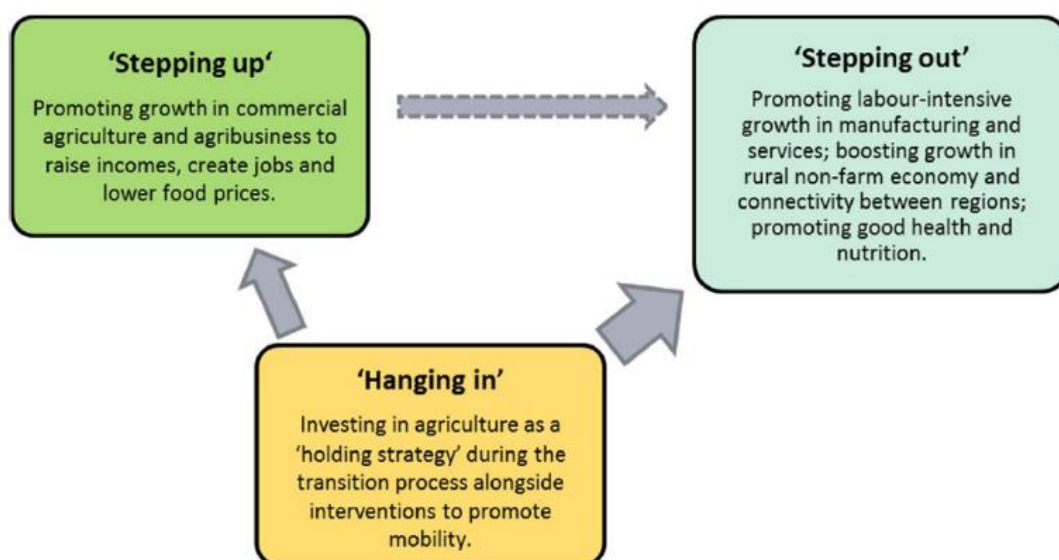 ‘Stepping up‘
Promoting growth in commercial
agriculture and agribusiness to
raise incomes, create jobs and
lower food prices.
‘Stepping out’
Promoting labour-intensive
growth in manufacturing and
services; boosting growth in
rural non-farm economy and
connectivity between regions;
promoting good health and
nutrition.
‘Hanging in’
Investing in agriculture as a
‘holding strategy’ during the
transition process alongside
interventions to promote
mobility.